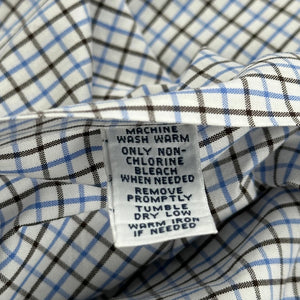 MACHINE
WASH WARM
ONLY NON-
CHLORINE
BLEACH
WHEN NEEDED
REMOVE
PROMPTLY
TUMBLE
DRY LOW
WARM IRON
IF NEEDED